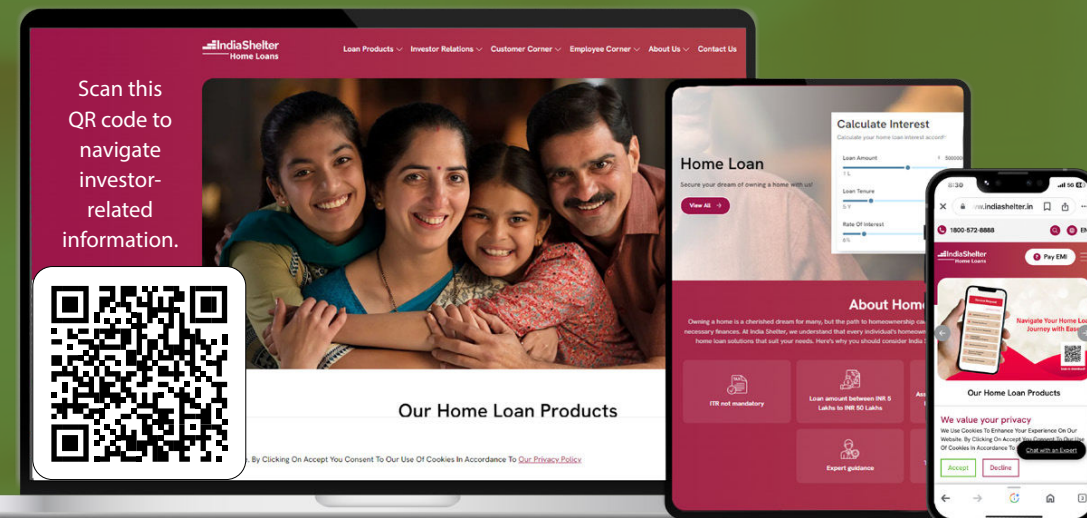 IndiaShelter
Home Loans
Loan Products
Investor Relations
Customer Corner
Employee Corner
About Us
Contact Us
Scan this
QR code to
navigate
investor-
related
information.
Our Home Loan Products
. By Clicking On Accept You Consent To Our Use Of Cookies In Accordance To Our Privacy Policy
Home Loan
Secure your dream of owning a home with us!
View All
Calculate Interest
Calculate your home loan interest accord
Loan Amount
Loan Tenure
5 Y
Rate Of Interest
About Home
Owning a home is a cherished dream for many, but the path to homeownership
necessary finances. At India Shelter, we understand that every individual's
home loan solutions that suit your needs. Here's why you should consider India
ITR not mandatory
Loan amount between INR 5
Lakhs to INR 50 Lakhs
Expert guidance
5G
.indiashelter.in
1800-572-8888
IndiaShelter
Home Loans
Pay EMI
Navigate Your Home
Journey with Ease
Our Home Loan Products
We value your privacy
We Use Cookies To Enhance Your Experience On Our
Website. By Clicking On Accept You Consent To Our Use
Of Cookies In Accordance To
Chat with an Expert
Accept
Decline